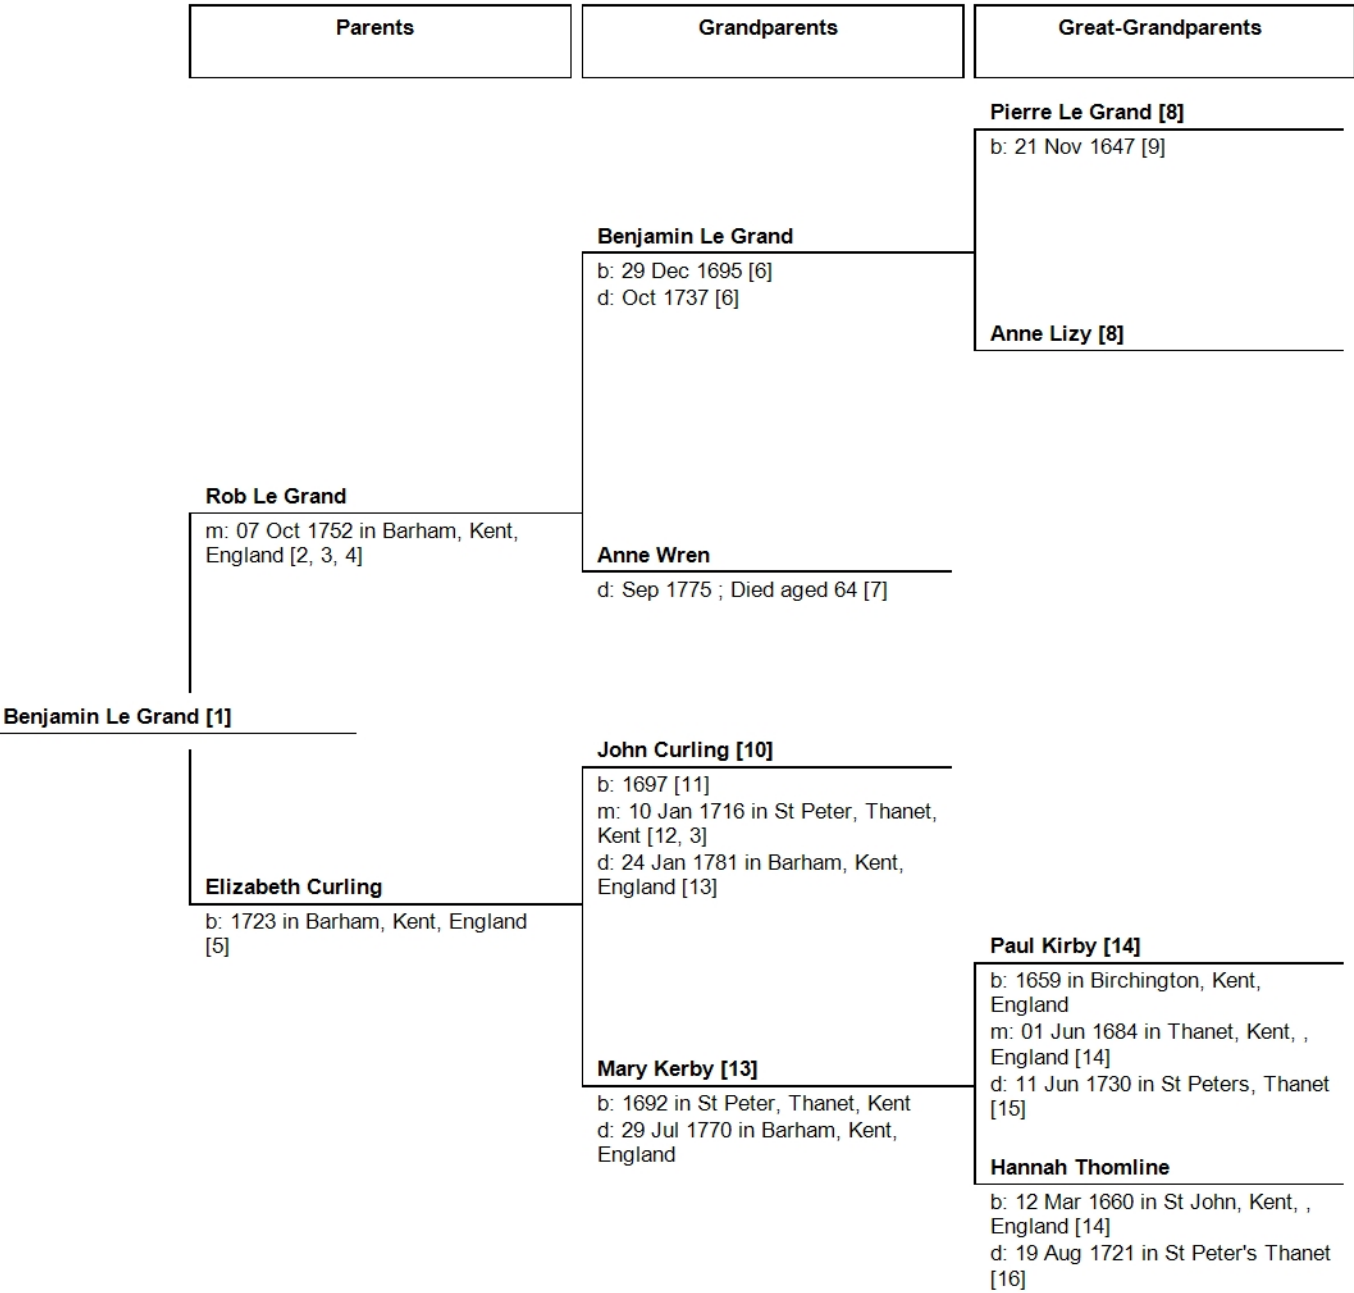 Parents
Grandparents
Great-Grandparents
Pierre Le Grand [8]
b: 21 Nov 1647 [9]
Benjamin Le Grand
b: 29 Dec 1695 [6]
d: Oct 1737 [6]
Anne Lizy [8]
Rob Le Grand
m: 07 Oct 1752 in Barham, Kent,
England [2, 3, 4]
Anne Wren
d: Sep 1775 ; Died aged 64 [7]
Benjamin Le Grand [1]
John Curling [10]
b: 1697 [11]
m: 10 Jan 1716 in St Peter, Thanet,
Kent [12, 3]
d: 24 Jan 1781 in Barham, Kent,
England [13]
Elizabeth Curling
b: 1723 in Barham, Kent, England
[5]
Paul Kirby [14]
b: 1659 in Birchington, Kent,
England
m: 01 Jun 1684 in Thanet, Kent, ,
England [14]
d: 11 Jun 1730 in St Peters, Thanet
[15]
Mary Kerby [13]
b: 1692 in St Peter, Thanet, Kent
d: 29 Jul 1770 in Barham, Kent,
England
Hannah Thomline
b: 12 Mar 1660 in St John, Kent, ,
England [14]
d: 19 Aug 1721 in St Peter's Thanet
[16]